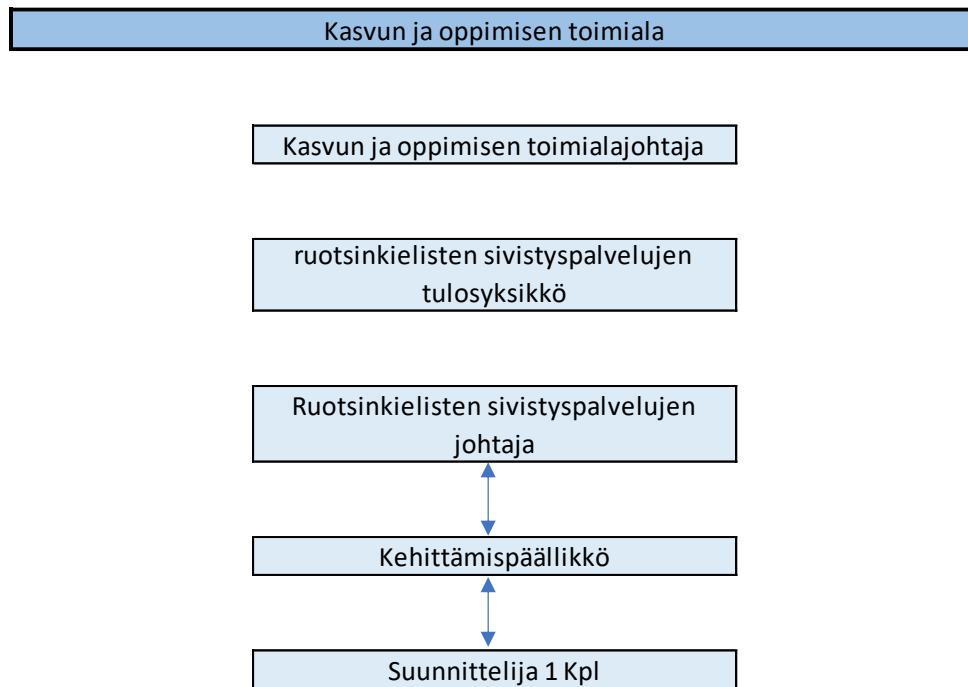 Kasvun ja oppimisen toimiala
Kasvun ja oppimisen toimialajohtaja
ruotsinkielisten sivistyspalvelujen
tulosyksikkö
Ruotsinkielisten sivistyspalvelujen
johtaja
Kehittämispäällikkö
Suunnittelija 1 Kpl